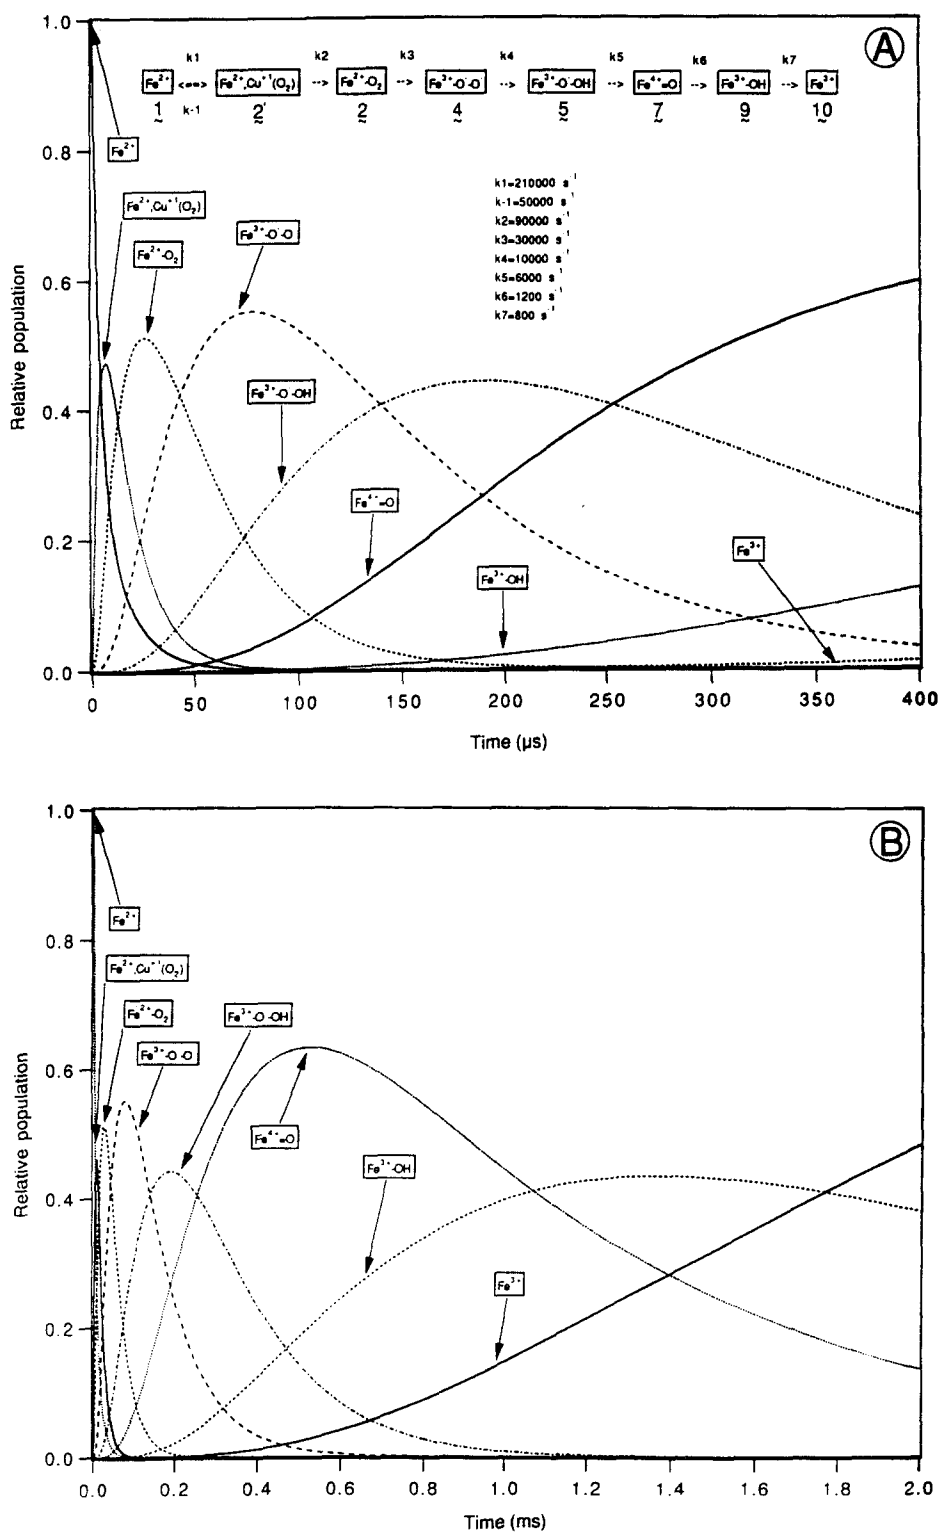 A
k1 k2 k3 k4 k5 k6 k7
Fe²⁺ <==> Fe²⁺,Cu⁺¹(O₂) --> Fe²⁺-O₂ --> Fe³⁺-O⁻-O⁻ --> Fe³⁺-O⁻-OH --> Fe⁴⁺=O --> Fe³⁺-OH --> Fe³⁺
k-1
1 2' 2 4 5 7 9 10
k1=210000 s⁻¹
k-1=50000 s⁻¹
k2=90000 s⁻¹
k3=30000 s⁻¹
k4=10000 s⁻¹
k5=6000 s⁻¹
k6=1200 s⁻¹
k7=800 s⁻¹
Fe²⁺
Fe²⁺,Cu⁺¹(O₂)
Fe²⁺-O₂
Fe³⁺-O⁻-O
Fe³⁺-O -OH
Fe⁴⁺=O
Fe³⁺-OH
Fe³⁺
Relative population
1.0
0.8
0.6
0.4
0.2
0.0
0 50 100 150 200 250 300 350 400
Time (µs)
B
Fe²⁺
Fe²⁺,Cu⁺¹(O₂)
Fe²⁺-O₂
Fe³⁺-O -O
Fe³⁺-O -OH
Fe⁴⁺=O
Fe³⁺-OH
Fe³⁺
Relative population
1.0
0.8
0.6
0.4
0.2
0.0
0.0 0.2 0.4 0.6 0.8 1.0 1.2 1.4 1.6 1.8 2.0
Time (ms)